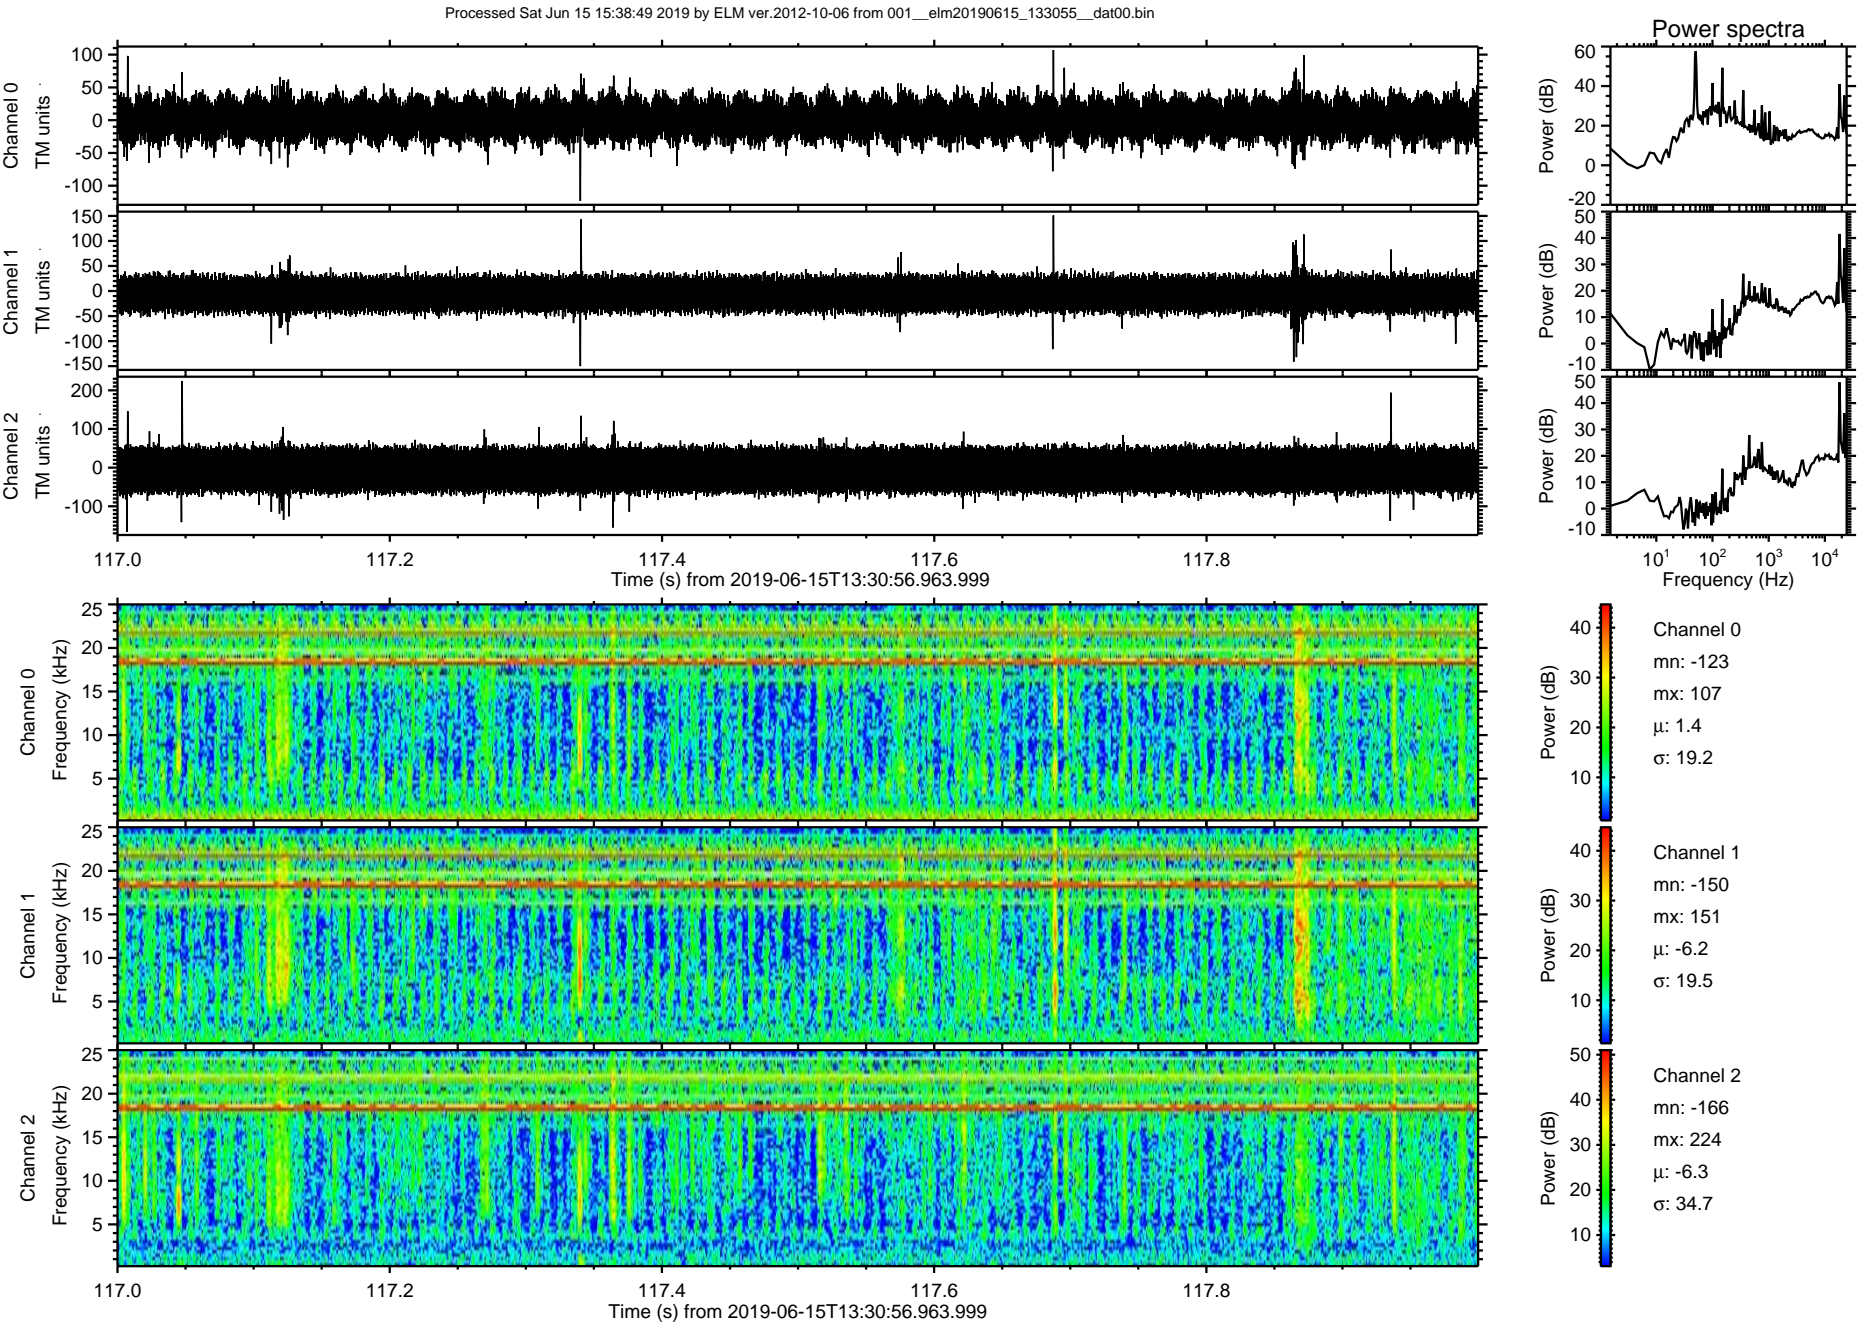 Processed Sat Jun 15 15:38:49 2019 by ELM ver.2012-10-06 from 001__elm20190615_133055__dat00.bin
Power spectra
Channel 0
TM units
100
50
0
-50
-100
Power (dB)
60
40
20
0
-20
Channel 1
TM units
150
100
50
0
-50
-100
-150
Power (dB)
50
40
30
20
10
0
-10
Channel 2
TM units
200
100
0
-100
Power (dB)
50
40
30
20
10
0
-10
117.0 117.2 117.4 117.6 117.8
Time (s) from 2019-06-15T13:30:56.963.999
10^1 10^2 10^3 10^4
Frequency (Hz)
Channel 0
Frequency (kHz)
25
20
15
10
5
Power (dB)
40
30
20
10
Channel 0
mn: -123
mx: 107
μ: 1.4
σ: 19.2
Channel 1
Frequency (kHz)
25
20
15
10
5
Power (dB)
40
30
20
10
Channel 1
mn: -150
mx: 151
μ: -6.2
σ: 19.5
Channel 2
Frequency (kHz)
25
20
15
10
5
Power (dB)
50
40
30
20
10
Channel 2
mn: -166
mx: 224
μ: -6.3
σ: 34.7
117.0 117.2 117.4 117.6 117.8
Time (s) from 2019-06-15T13:30:56.963.999